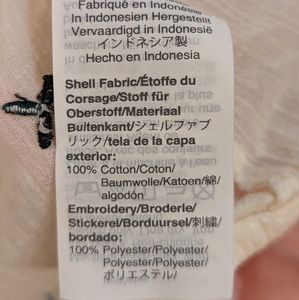 Fabriqué en Indonésie
In Indonesien Hergestellt
Vervaardigd in Indonesië
インドネシア製
Hecho en Indonesia
Shell Fabric/Étoffe du
Corsage/Stoff für
Oberstoff/Materiaal
Buitenkant/シェルファブ
リック/tela de la capa
exterior:
100% Cotton/Coton/
Baumwolle/Katoen/綿/
algodón
Embroidery/Broderie/
Stickerei/Borduursel/刺繍/
bordado:
100% Polyester/Polyester/
Polyester/Polyester/
ポリエステル/